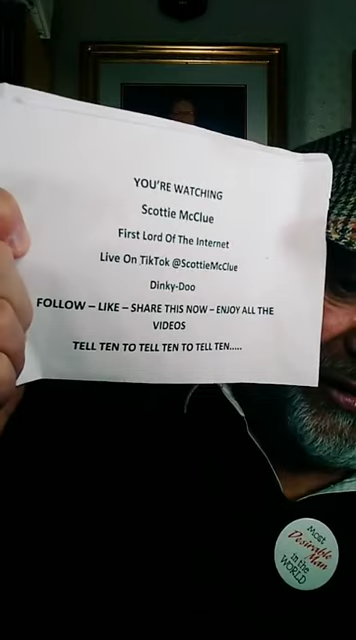 YOU'RE WATCHING
Scottie McClue
First Lord Of The Internet
Live On TikTok @ScottieMcClue
Dinky-Doo
FOLLOW – LIKE – SHARE THIS NOW – ENJOY ALL THE
VIDEOS
TELL TEN TO TELL TEN TO TELL TEN.....
Most
Desirable
Man
in the
WORLD